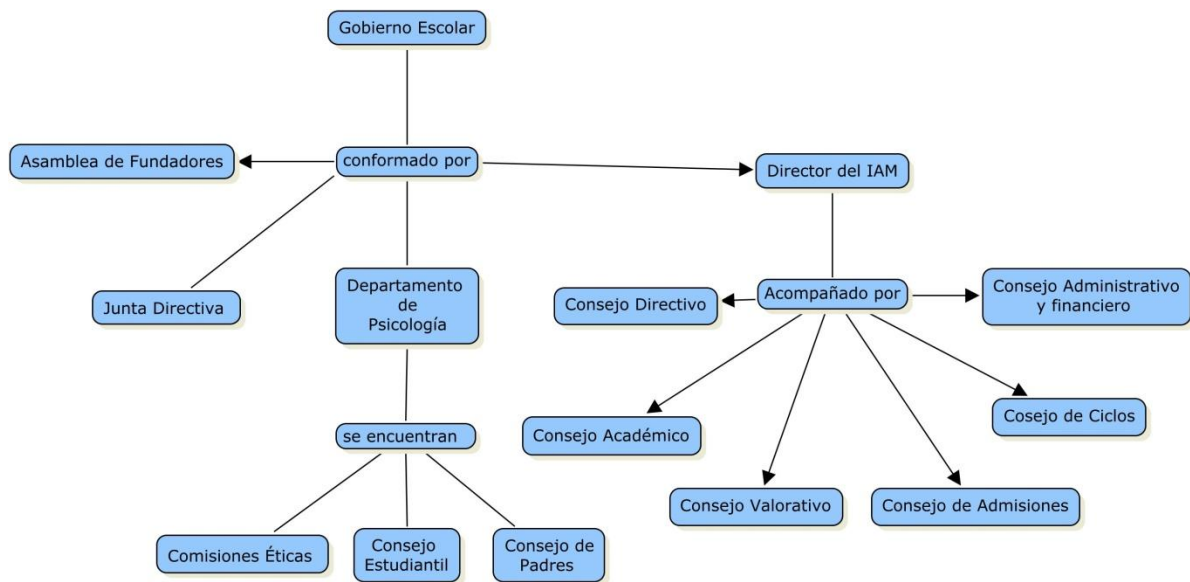 Gobierno Escolar
Asamblea de Fundadores
conformado por
Director del IAM
Junta Directiva
Departamento
de
Psicología
Consejo Directivo
Acompañado por
Consejo Administrativo
y financiero
se encuentran
Consejo Académico
Cosejo de Ciclos
Consejo Valorativo
Consejo de Admisiones
Comisiones Éticas
Consejo
Estudiantil
Consejo de
Padres